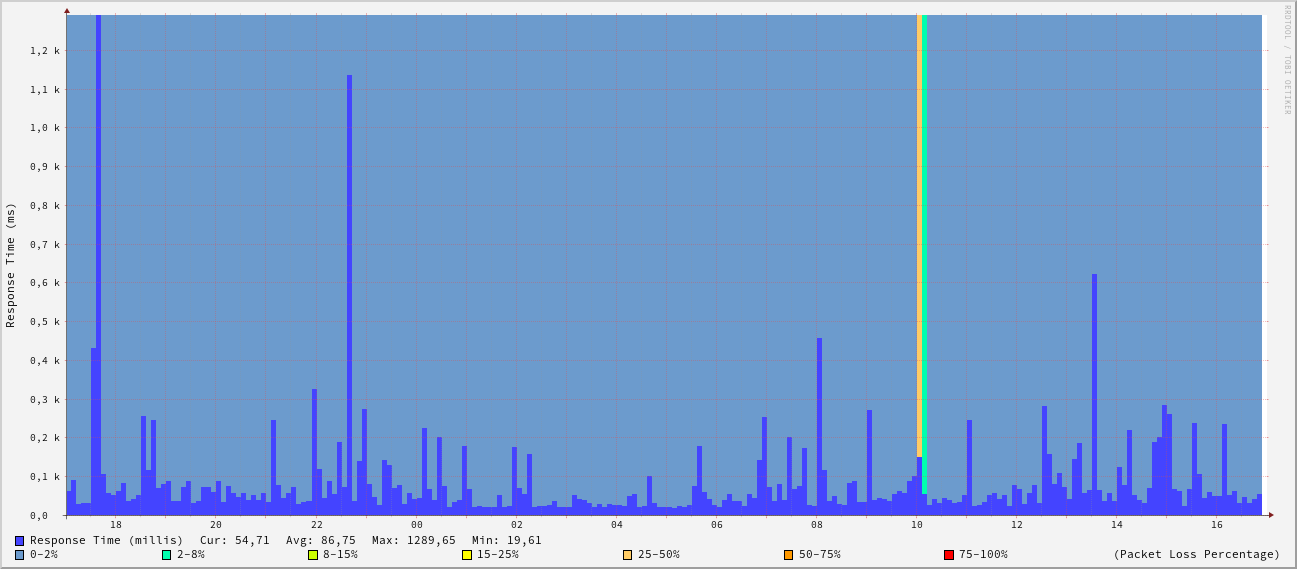 RRDTOOL / TOBI OETIKER
Response Time (ms)
1,2 k
1,1 k
1,0 k
0,9 k
0,8 k
0,7 k
0,6 k
0,5 k
0,4 k
0,3 k
0,2 k
0,1 k
0,0
18 20 22 00 02 04 06 08 10 12 14 16
Response Time (millis) Cur: 54,71 Avg: 86,75 Max: 1289,65 Min: 19,61
0-2% 2-8% 8-15% 15-25% 25-50% 50-75% 75-100% (Packet Loss Percentage)